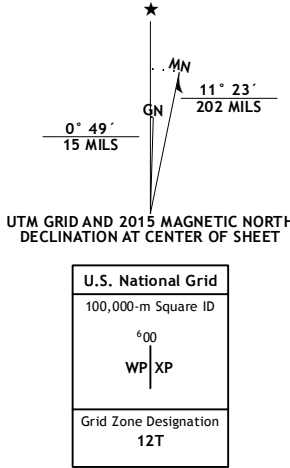 ★
MN
GN
11° 23´
202 MILS
0° 49´
15 MILS
UTM GRID AND 2015 MAGNETIC NORTH
DECLINATION AT CENTER OF SHEET
U.S. National Grid
100,000-m Square ID
⁶00
WP XP
Grid Zone Designation
12T